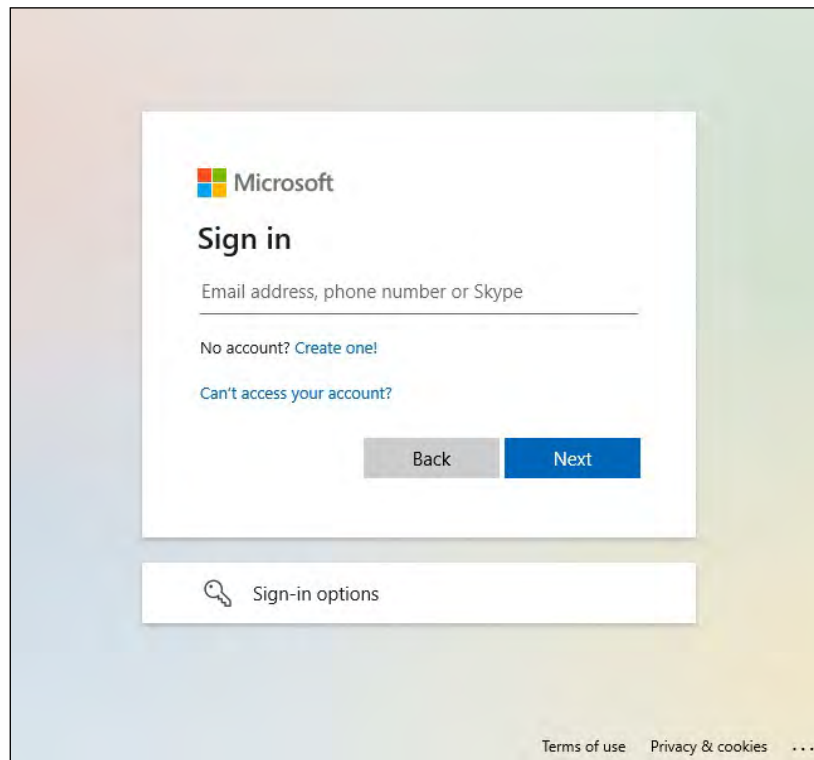 Microsoft
Sign in
Email address, phone number or Skype
No account? Create one!
Can't access your account?
Back Next
Sign-in options
Terms of use Privacy & cookies ...